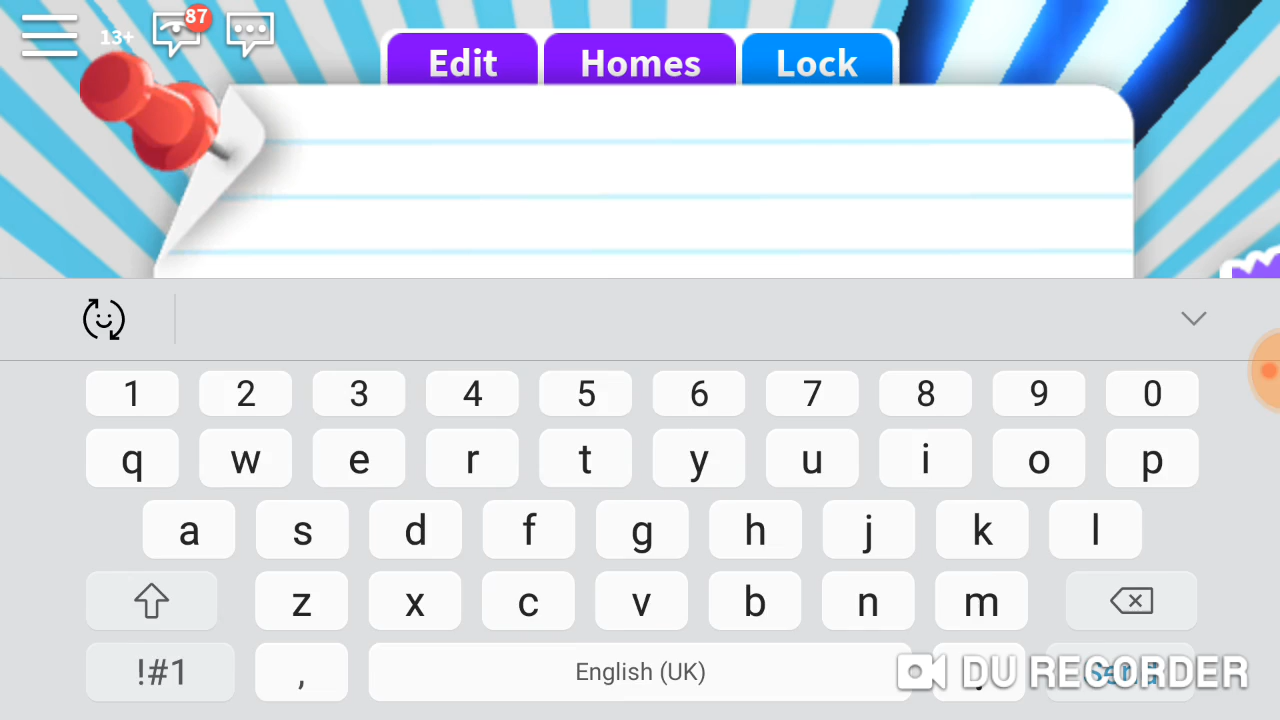 13+ 87
Edit Homes Lock
1 2 3 4 5 6 7 8 9 0
q w e r t y u i o p
a s d f g h j k l
z x c v b n m
!#1 , English (UK) . Send
DU RECORDER